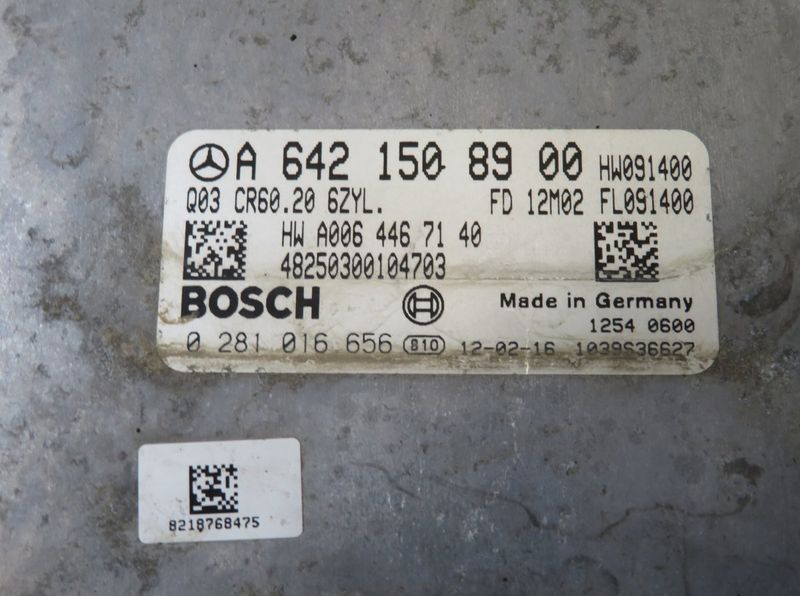 A 642 150 89 00 HW091400
Q03 CR60.20 6ZYL. FD 12M02 FL091400
HW A006 446 71 40
48250300104703
BOSCH Made in Germany
1254 0600
0 281 016 656 810 12-02-16 1039S36627
8218768475